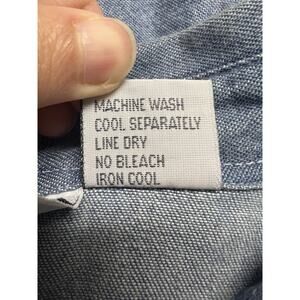 MACHINE WASH
COOL SEPARATELY
LINE DRY
NO BLEACH
IRON COOL